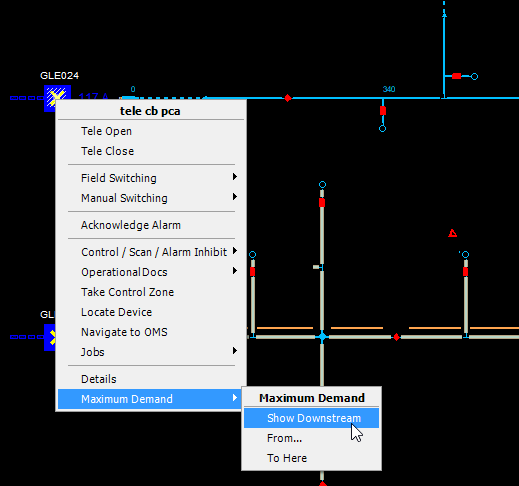 GLE024
117 A
0
340
tele cb pca
Tele Open
Tele Close
Field Switching
Manual Switching
Acknowledge Alarm
Control / Scan / Alarm Inhibit
OperationalDocs
Take Control Zone
Locate Device
Navigate to OMS
Jobs
Details
Maximum Demand
Maximum Demand
Show Downstream
From...
To Here